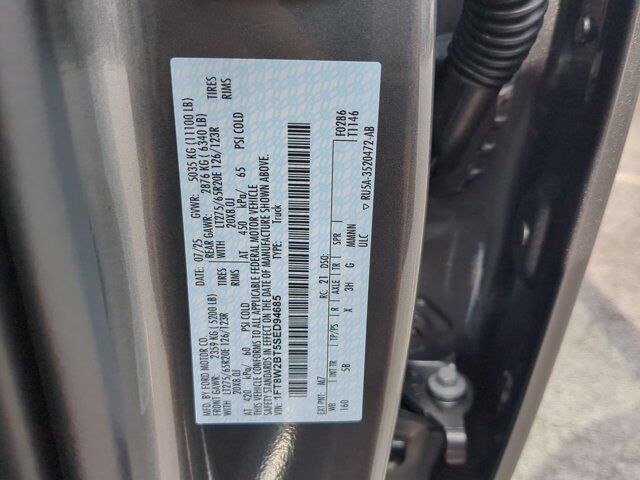 MFD. BY FORD MOTOR CO.
DATE: 07/25 GVWR: 5035 KG (11100 LB)
FRONT GAWR: 2359 KG (5200 LB) REAR GAWR: 2876 KG (6340 LB)
WITH LT275/65R20E 126/123R TIRES WITH LT275/65R20E 126/123R TIRES
20X8.0J RIMS 20X8.0J RIMS
AT 420 kPa/ 60 PSI COLD AT 450 kPa/ 65 PSI COLD
THIS VEHICLE CONFORMS TO ALL APPLICABLE FEDERAL MOTOR VEHICLE
SAFETY STANDARDS IN EFFECT ON THE DATE OF MANUFACTURE SHOWN ABOVE.
VIN: 1FT8W2BT5SED94685 TYPE: Truck
F0286
T1146
EXT PNT: MZ RC: 21 DSO:
WB INT TR TP/PS R AXLE TR SPR
160 5B X 3H G MAMNN
ULC ▽ RU5A-3520472-AB